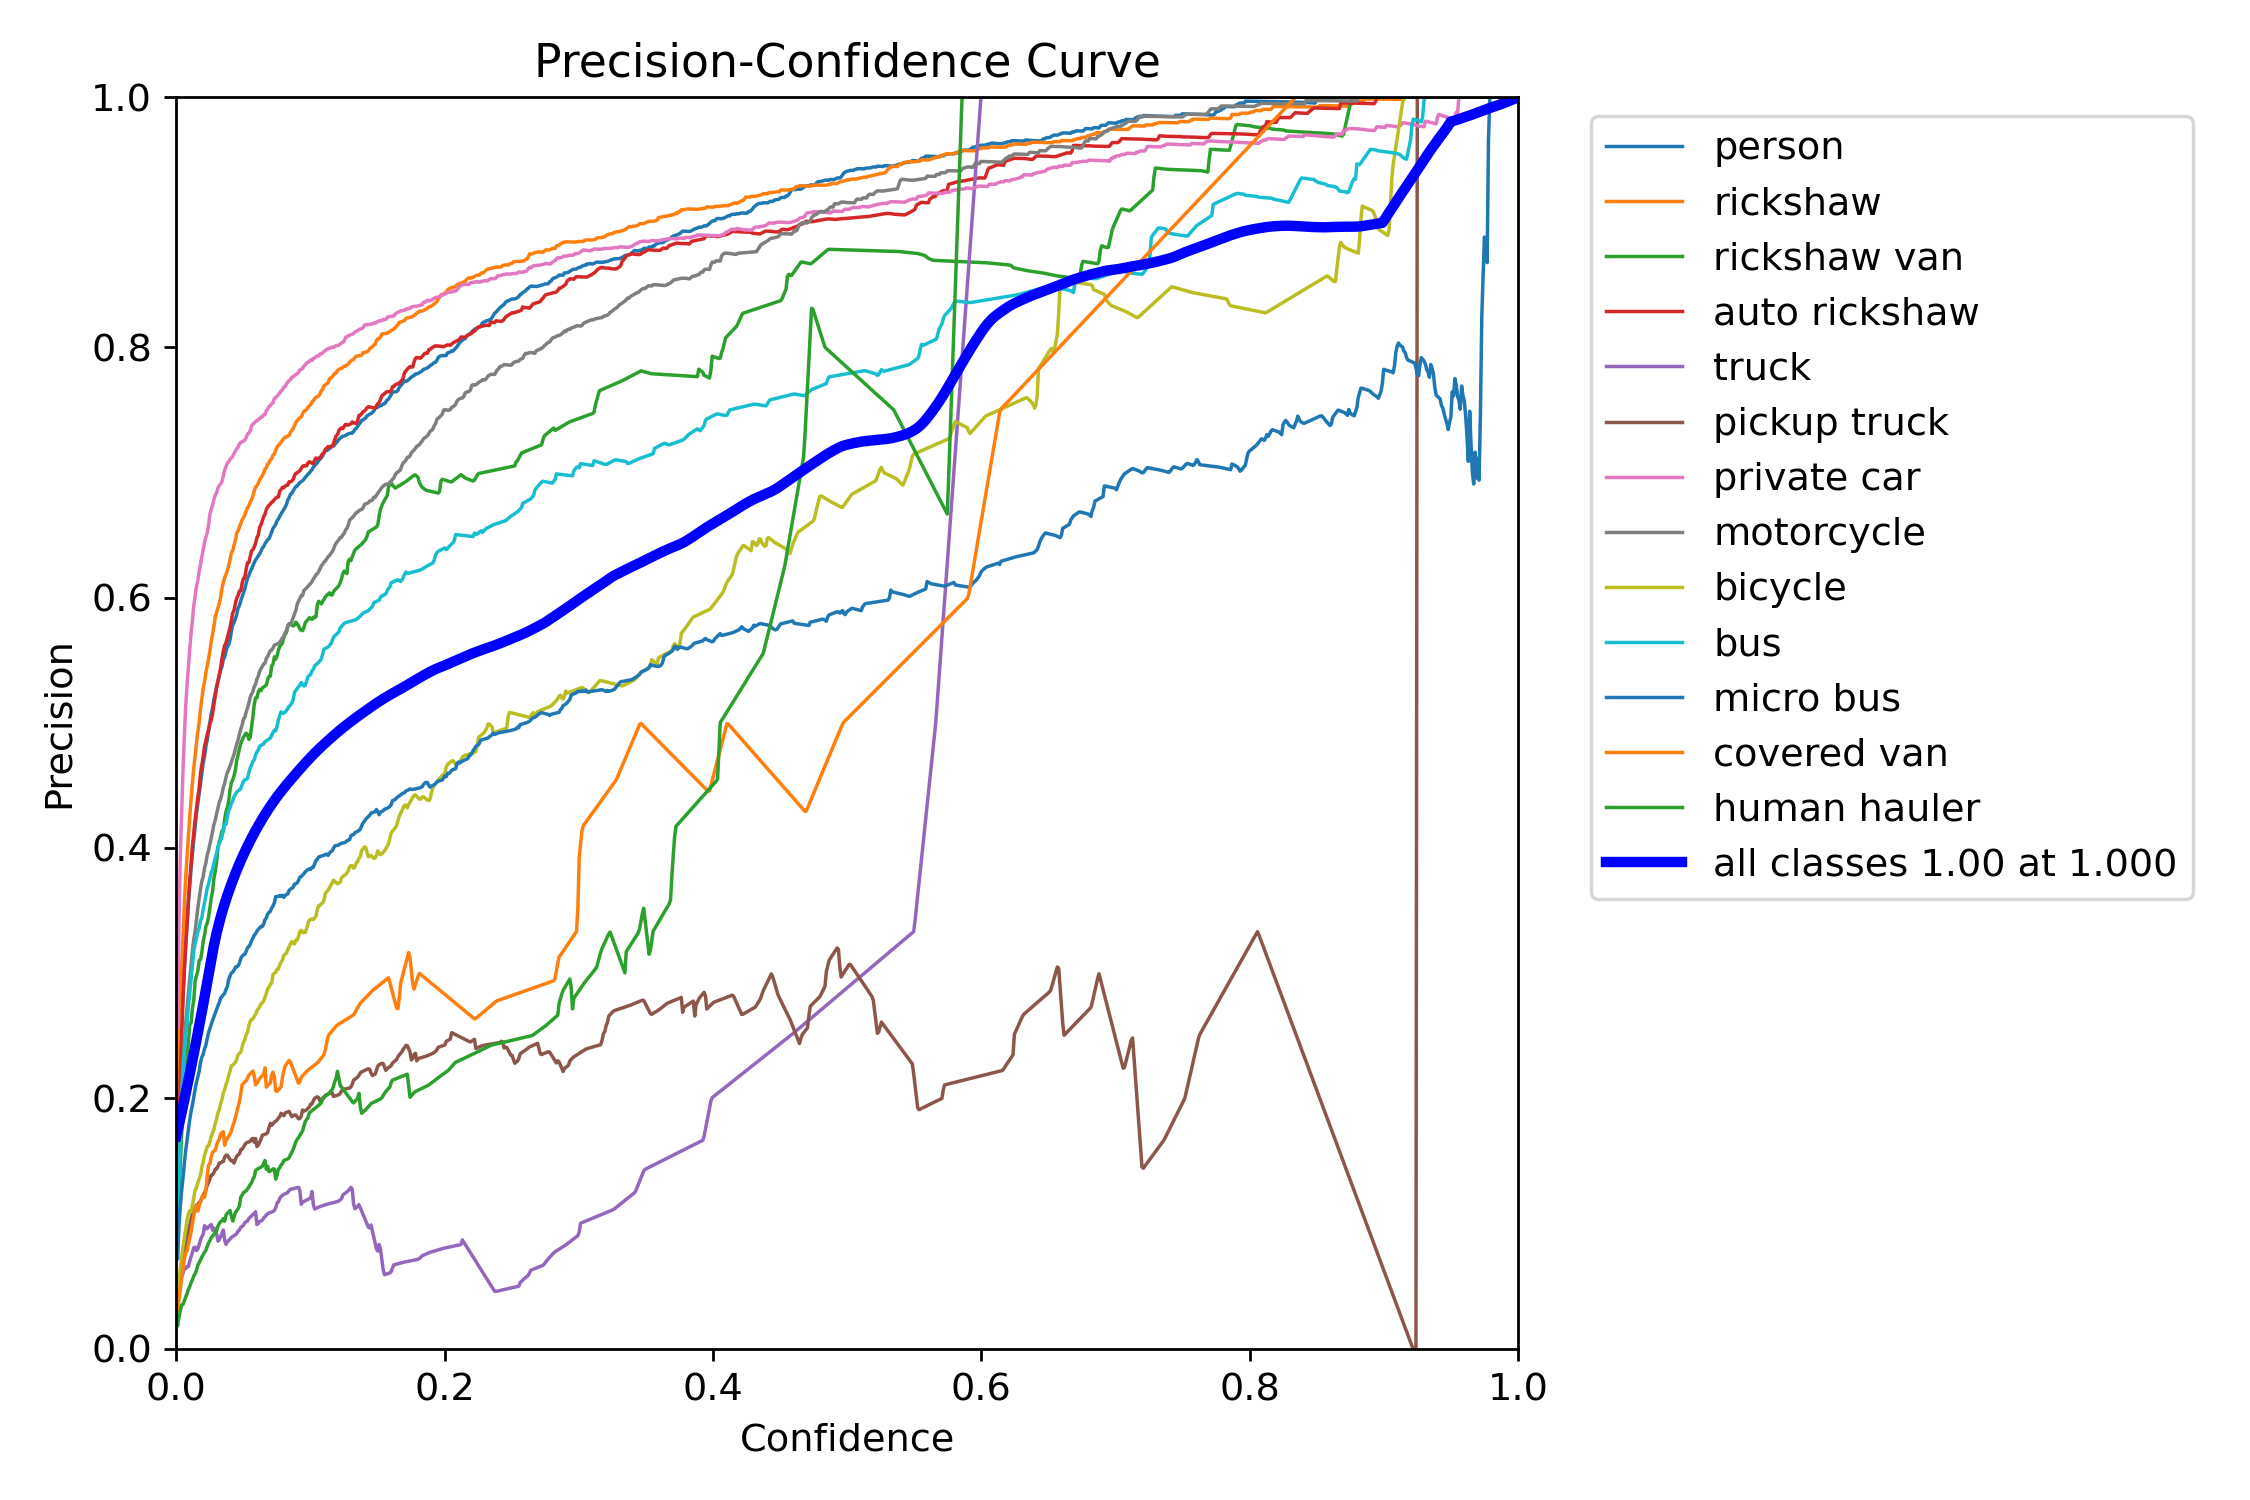 Precision-Confidence Curve
1.0
0.8
0.6
0.4
0.2
0.0
Precision
0.0 0.2 0.4 0.6 0.8 1.0
Confidence
person
rickshaw
rickshaw van
auto rickshaw
truck
pickup truck
private car
motorcycle
bicycle
bus
micro bus
covered van
human hauler
all classes 1.00 at 1.000